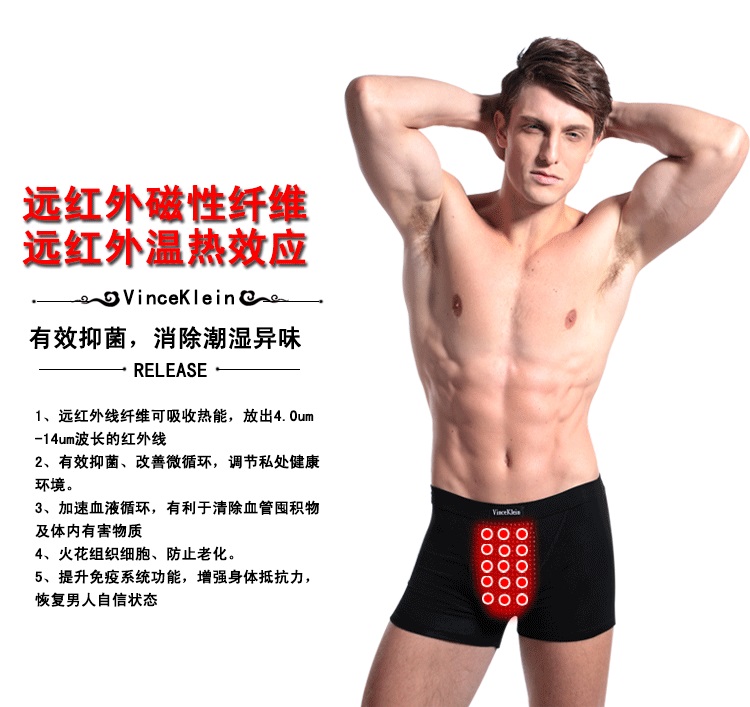 远红外磁性纤维
远红外温热效应
VinceKlein
有效抑菌，消除潮湿异味
RELEASE
1、远红外线纤维可吸收热能，放出4.0um
-14um波长的红外线
2、有效抑菌、改善微循环，调节私处健康
环境。
3、加速血液循环，有利于清除血管囤积物
及体内有害物质
4、火花组织细胞、防止老化。
5、提升免疫系统功能，增强身体抵抗力，
恢复男人自信状态
VinceKlein